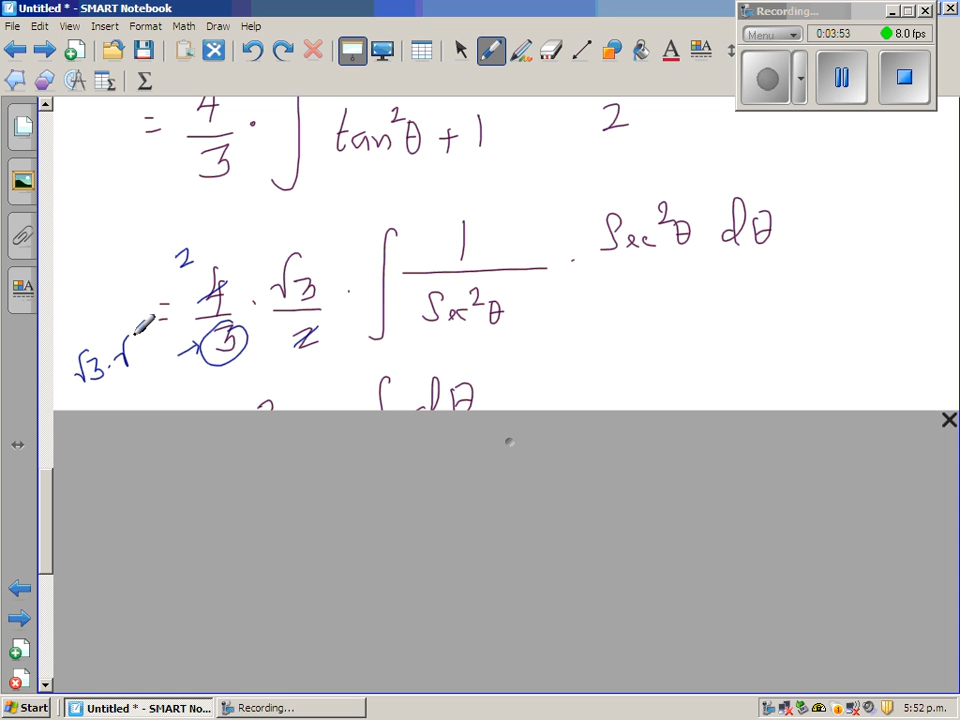 Untitled * - SMART Notebook
File Edit View Insert Format Math Draw Help
Recording...
Menu 0:03:53 8.0 fps
= 4/3 · ∫ tan²θ + 1 2
2
= 4/3 · √3/2 · ∫ 1/sec²θ · sec²θ dθ
√3 · √ → 3
∫ dθ
Start Untitled * - SMART No... Recording... 5:52 p.m.